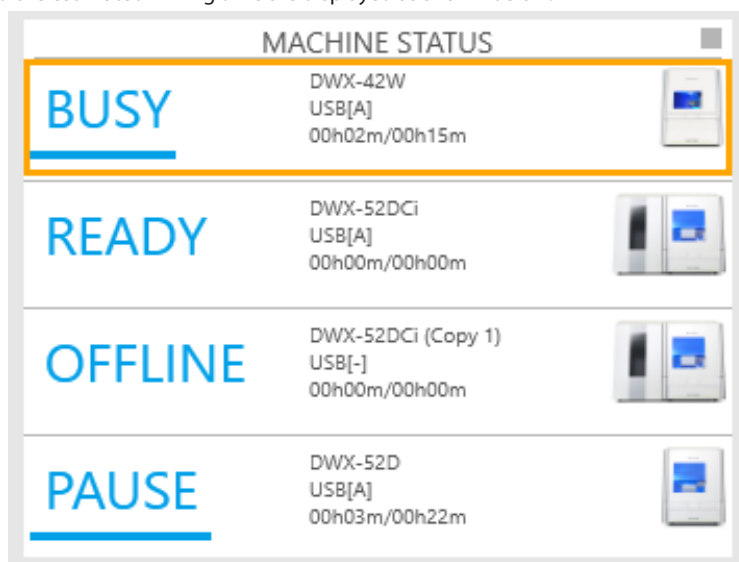 MACHINE STATUS
BUSY
DWX-42W
USB[A]
00h02m/00h15m
READY
DWX-52DCi
USB[A]
00h00m/00h00m
OFFLINE
DWX-52DCi (Copy 1)
USB[-]
00h00m/00h00m
PAUSE
DWX-52D
USB[A]
00h03m/00h22m